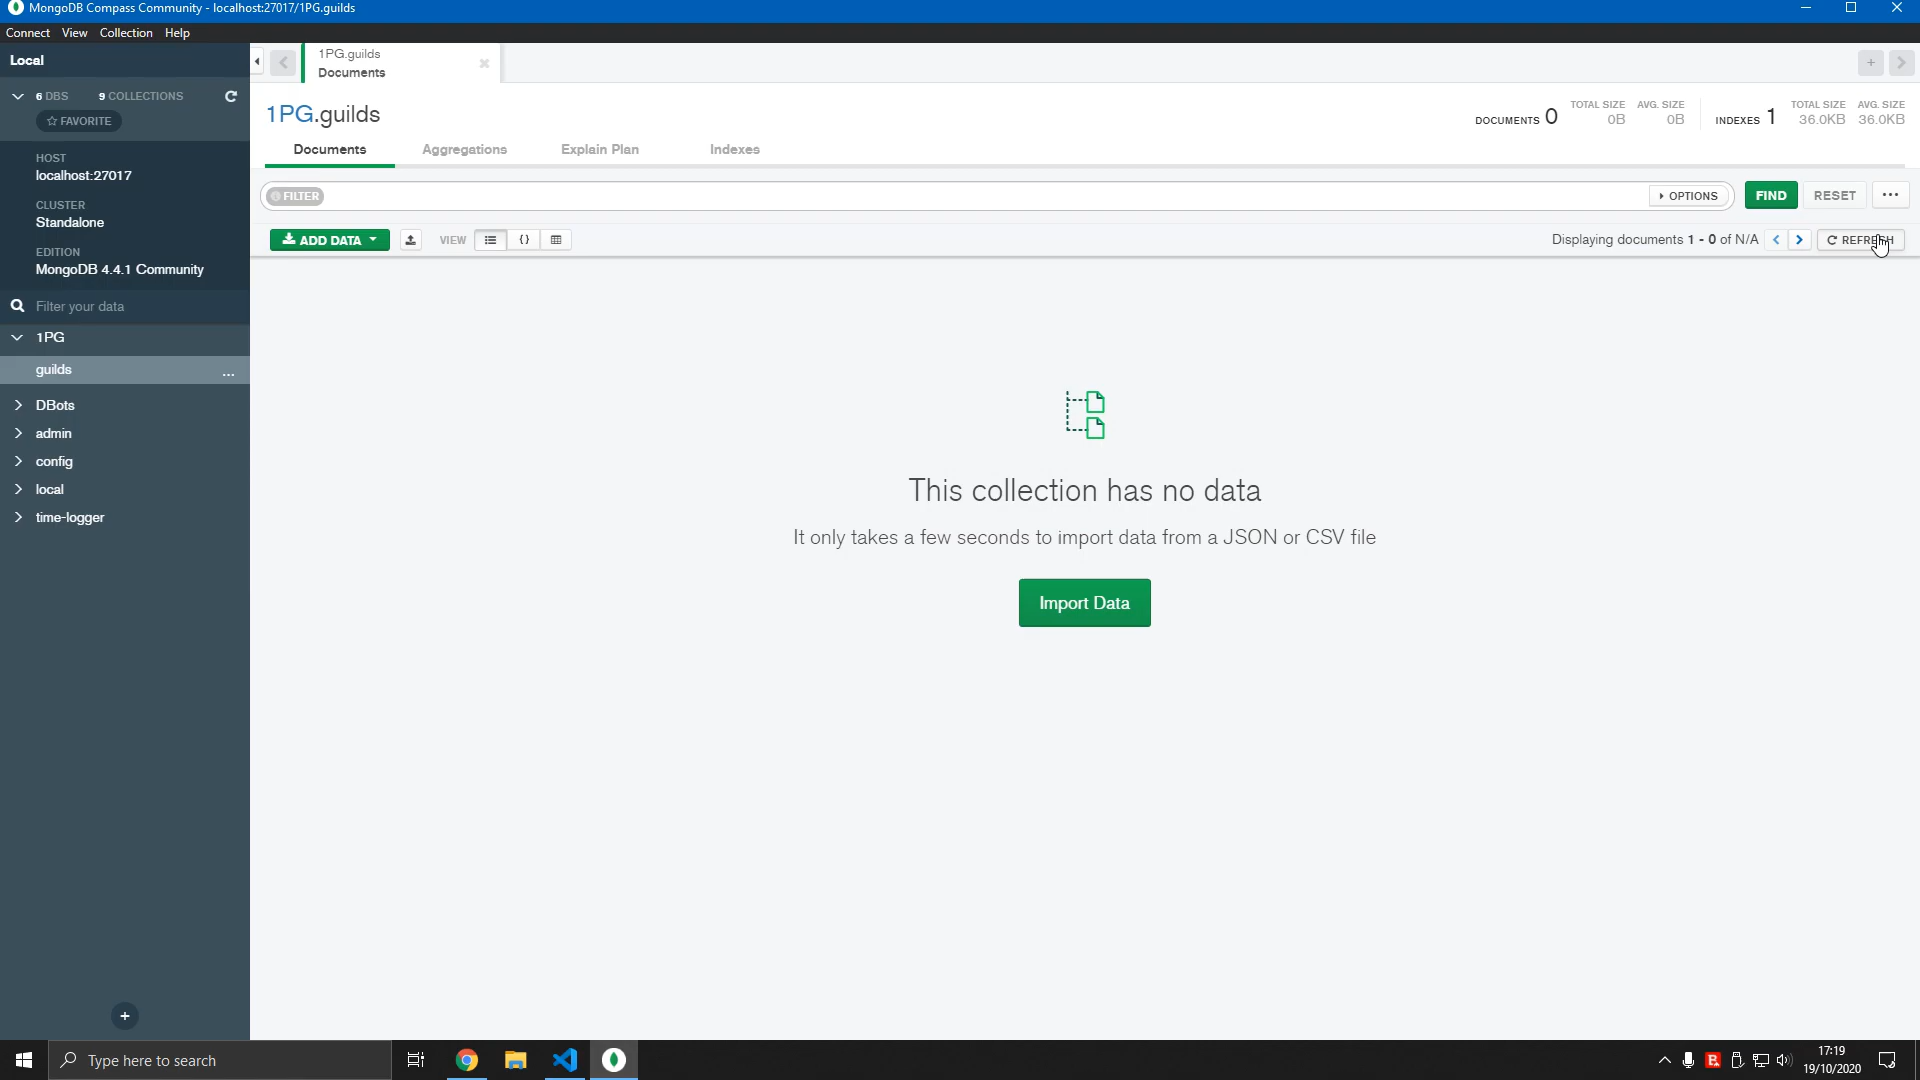 MongoDB Compass Community - localhost:27017/1PG.guilds
Connect View Collection Help
Local
6 DBS 9 COLLECTIONS
FAVORITE
HOST
localhost:27017
CLUSTER
Standalone
EDITION
MongoDB 4.4.1 Community
Filter your data
1PG
guilds ...
DBots
admin
config
local
time-logger
+
1PG.guilds
Documents
+
1PG.guilds
DOCUMENTS 0
TOTAL SIZE AVG. SIZE
0B 0B
INDEXES 1
TOTAL SIZE AVG. SIZE
36.0KB 36.0KB
Documents Aggregations Explain Plan Indexes
FILTER
OPTIONS
FIND
RESET
...
ADD DATA
VIEW
{}
Displaying documents 1 - 0 of N/A
REFRESH
This collection has no data
It only takes a few seconds to import data from a JSON or CSV file
Import Data
Type here to search
17:19
19/10/2020